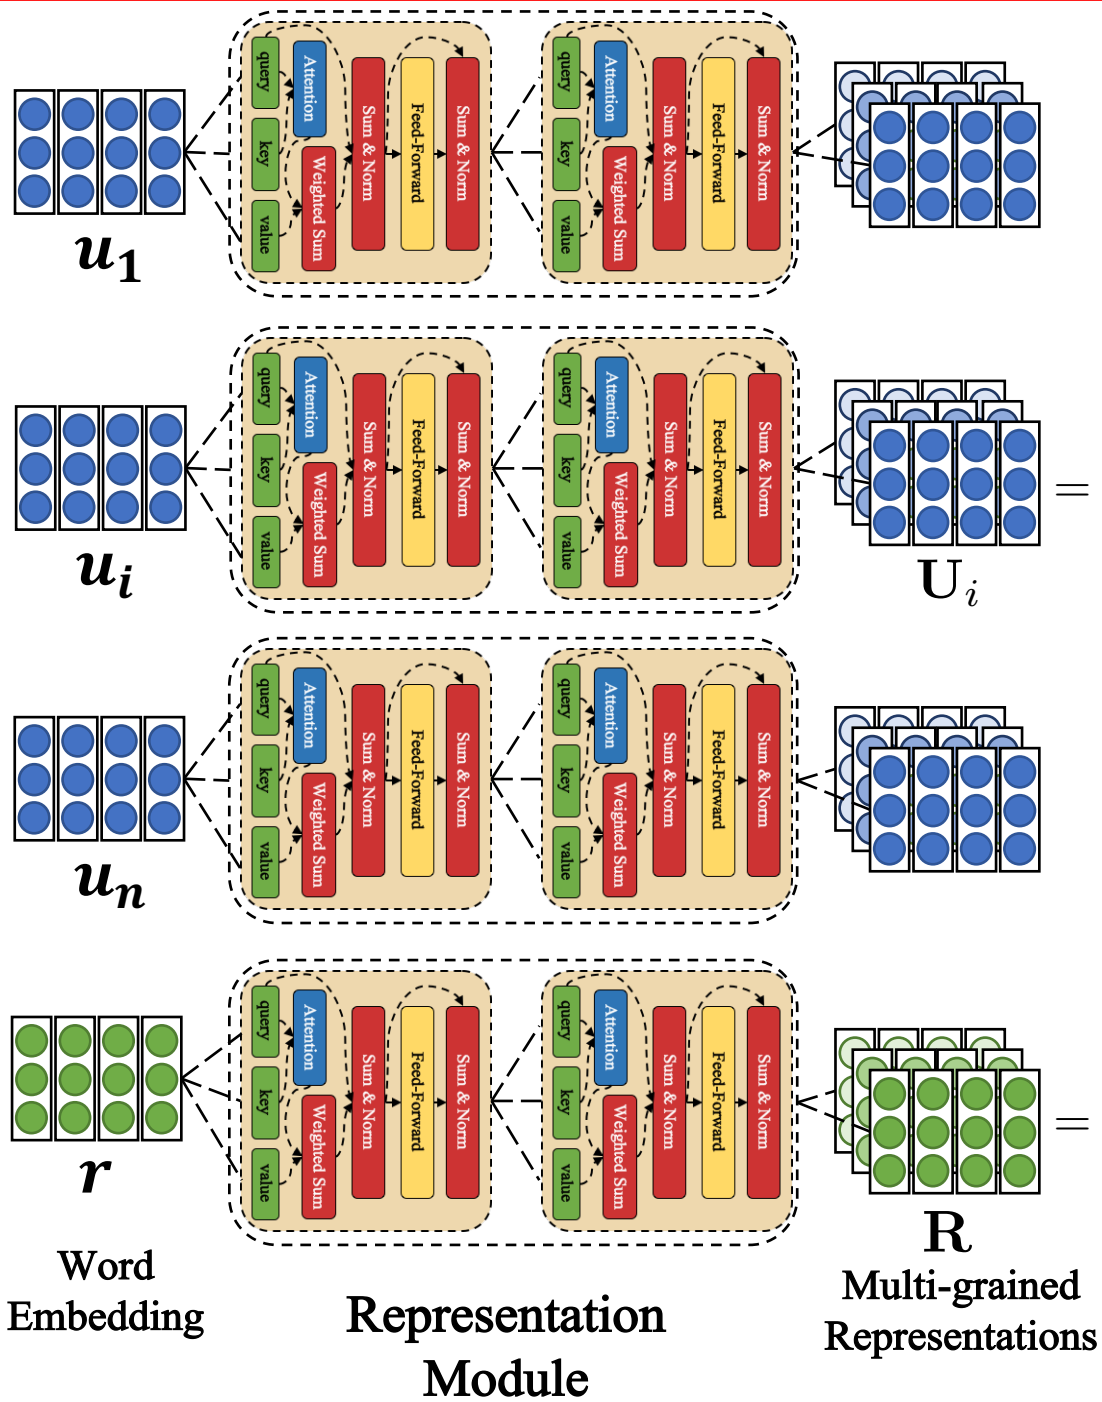 query
key
value
Attention
Weighted Sum
Sum & Norm
Feed-Forward
Sum & Norm
query
key
value
Attention
Weighted Sum
Sum & Norm
Feed-Forward
Sum & Norm
u1
query
key
value
Attention
Weighted Sum
Sum & Norm
Feed-Forward
Sum & Norm
query
key
value
Attention
Weighted Sum
Sum & Norm
Feed-Forward
Sum & Norm
=
ui
Ui
query
key
value
Attention
Weighted Sum
Sum & Norm
Feed-Forward
Sum & Norm
query
key
value
Attention
Weighted Sum
Sum & Norm
Feed-Forward
Sum & Norm
un
query
key
value
Attention
Weighted Sum
Sum & Norm
Feed-Forward
Sum & Norm
query
key
value
Attention
Weighted Sum
Sum & Norm
Feed-Forward
Sum & Norm
=
r
R
Word
Embedding
Representation
Module
Multi-grained
Representations